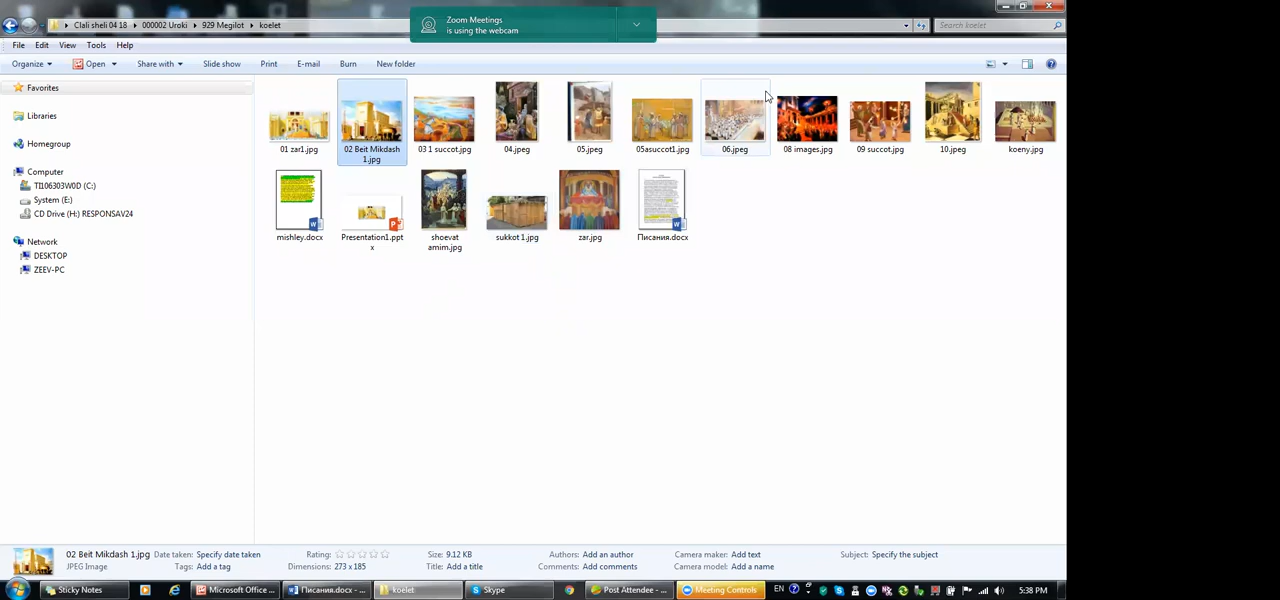 Clali sheli 04 18 000002 Uroki 929 Megilot koelet
Zoom Meetings
is using the webcam
Search koelet
File Edit View Tools Help
Organize Open Share with Slide show Print E-mail Burn New folder
Favorites
Libraries
Homegroup
Computer
TI106303W0D (C:)
System (E:)
CD Drive (H:) RESPONSAV24
Network
DESKTOP
ZEEV-PC
01 zar1.jpg
02 Beit Mikdash
1.jpg
03 1 succot.jpg
04.jpeg
05.jpeg
05asuccot1.jpg
06.jpeg
08 images.jpg
09 succot.jpg
10.jpeg
koeny.jpg
mishley.docx
Presentation1.ppt
x
shoevat
amim.jpg
sukkot 1.jpg
zar.jpg
Писания.docx
02 Beit Mikdash 1.jpg Date taken: Specify date taken Rating: Size: 9.12 KB Authors: Add an author Camera maker: Add text Subject: Specify the subject
JPEG Image Tags: Add a tag Dimensions: 273 x 185 Title: Add a title Comments: Add comments Camera model: Add a name
Sticky Notes Microsoft Office ... Писания.docx - ... koelet Skype Post Attendee - ... Meeting Controls EN 5:38 PM